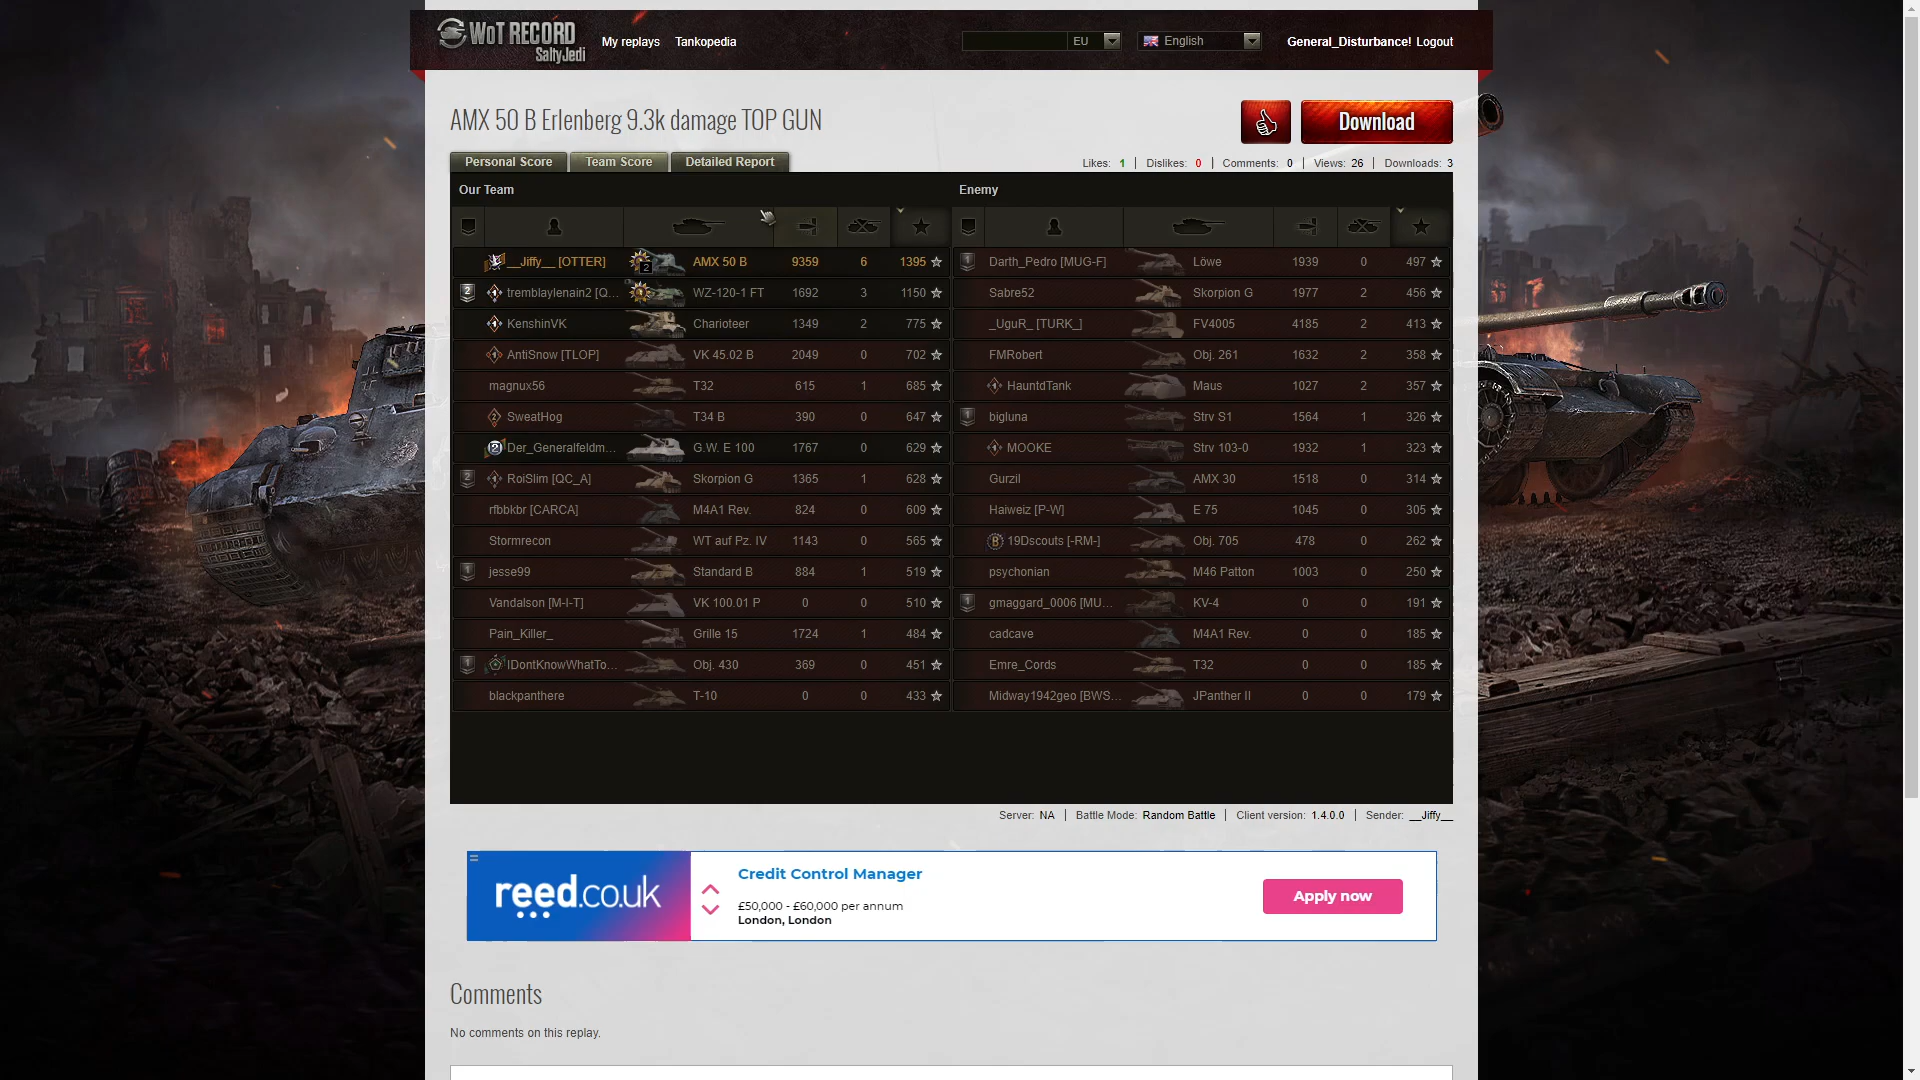 WoT RECORD
SaltyJedi
My replays Tankopedia EU English General_Disturbance! Logout
AMX 50 B Erlenberg 9.3k damage TOP GUN
Download
Personal Score Team Score Detailed Report
Likes: 1 | Dislikes: 0 | Comments: 0 | Views: 26 | Downloads: 3
Our Team
__Jiffy__ [OTTER] 2 AMX 50 B 9359 6 1395
2 tremblaylenain2 [Q... WZ-120-1 FT 1692 3 1150
KenshinVK Charioteer 1349 2 775
AntiSnow [TLOP] VK 45.02 B 2049 0 702
magnux56 T32 615 1 685
SweatHog T34 B 390 0 647
Der_Generalfeldm... G.W. E 100 1767 0 629
2 RoiSlim [QC_A] Skorpion G 1365 1 628
rfbbkbr [CARCA] M4A1 Rev. 824 0 609
Stormrecon WT auf Pz. IV 1143 0 565
1 jesse99 Standard B 884 1 519
Vandalson [M-I-T] VK 100.01 P 0 0 510
Pain_Killer_ Grille 15 1724 1 484
1 IDontKnowWhatTo... Obj. 430 369 0 451
blackpanthere T-10 0 0 433
Enemy
1 Darth_Pedro [MUG-F] Löwe 1939 0 497
Sabre52 Skorpion G 1977 2 456
_UguR_ [TURK_] FV4005 4185 2 413
FMRobert Obj. 261 1632 2 358
HauntdTank Maus 1027 2 357
1 bigluna Strv S1 1564 1 326
MOOKE Strv 103-0 1932 1 323
Gurzil AMX 30 1518 0 314
Haiweiz [P-W] E 75 1045 0 305
19Dscouts [-RM-] Obj. 705 478 0 262
psychonian M46 Patton 1003 0 250
1 gmaggard_0006 [MU... KV-4 0 0 191
cadcave M4A1 Rev. 0 0 185
Emre_Cords T32 0 0 185
Midway1942geo [BWS... JPanther II 0 0 179
Server: NA | Battle Mode: Random Battle | Client version: 1.4.0.0 | Sender: __Jiffy__
reed.co.uk
Credit Control Manager
£50,000 - £60,000 per annum
London, London
Apply now
Comments
No comments on this replay.